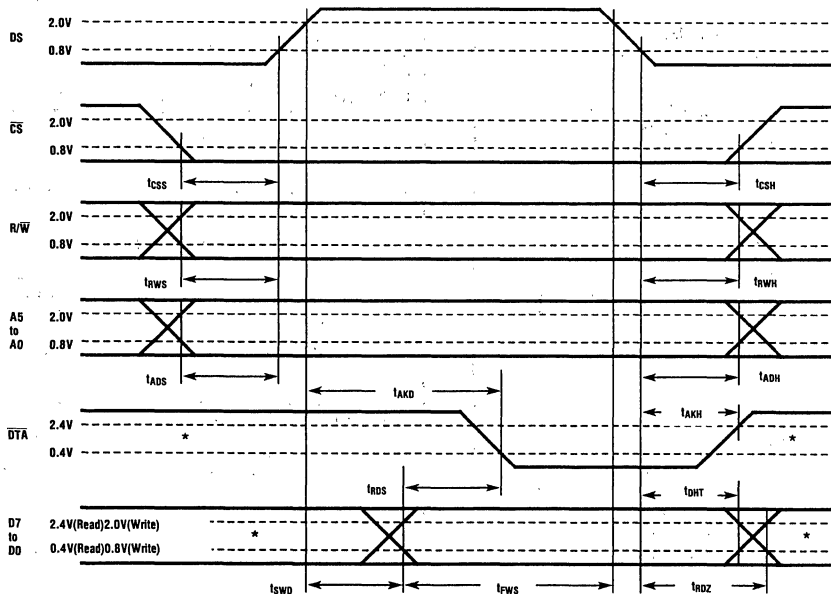 DS
2.0V
0.8V
C̅S̅
2.0V
0.8V
tCSS
tCSH
R/W̅
2.0V
0.8V
tRWS
tRWH
A5
to
A0
2.0V
0.8V
tADS
tADH
tAKD
D̅T̅A̅
2.4V
0.4V
*
tAKH
*
tRDS
tDHT
D7
to
D0
2.4V(Read)2.0V(Write)
0.4V(Read)0.8V(Write)
*
*
tSWD
tFWS
tRDZ